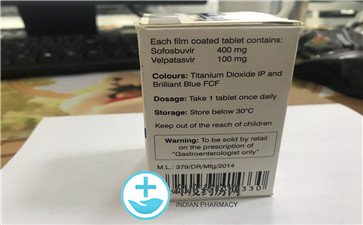 Each film coated tablet contains:
Sofosbuvir 400 mg
Velpatasvir 100 mg
Colours: Titanium Dioxide IP and
Brilliant Blue FCF
Dosage: Take 1 tablet once daily
Storage: Store below 30°C
Keep out of the reach of children
Warning: To be sold by retail
on the prescription of
"Gastroenterologist only"
M.L.: 379/DR/Mfg/2014
INDIAN PHARMACY